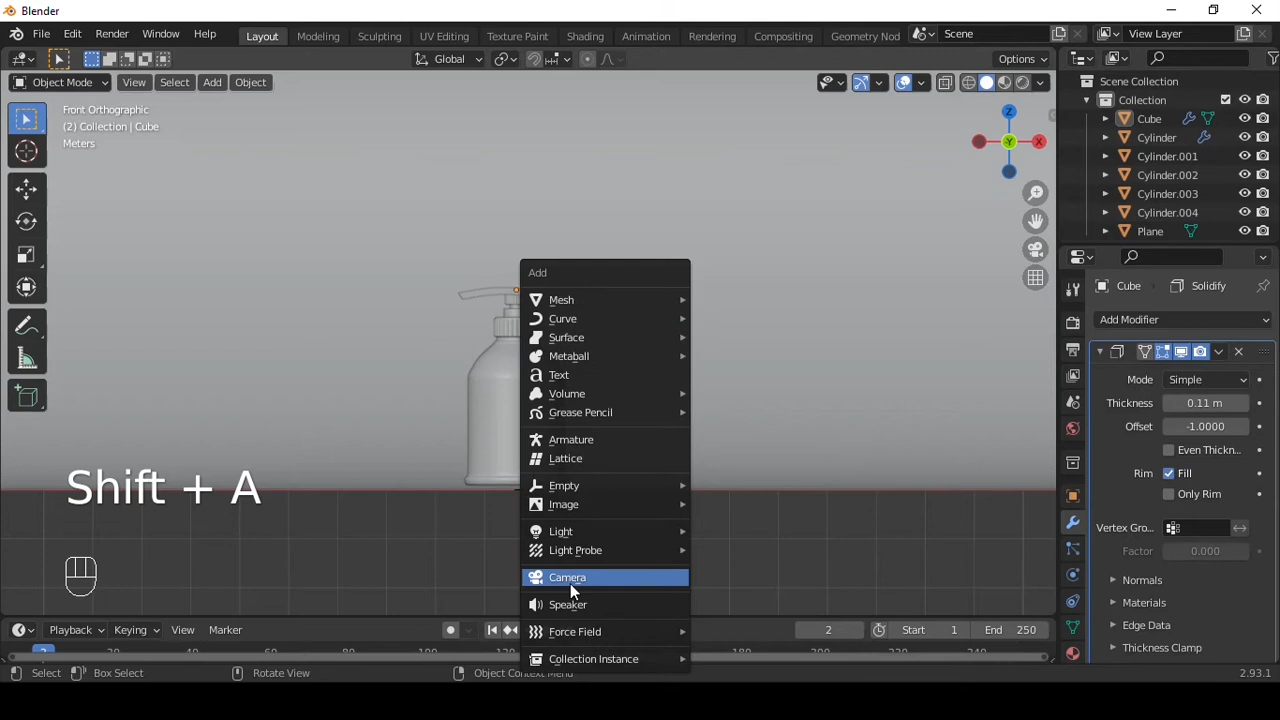 Blender
File Edit Render Window Help
Layout Modeling Sculpting UV Editing Texture Paint Shading Animation Rendering Compositing Geometry Nod
Scene
View Layer
Global
Options
Object Mode View Select Add Object
Front Orthographic
(2) Collection | Cube
Meters
Z
X
Y
Scene Collection
Collection
Cube
Cylinder
Cylinder.001
Cylinder.002
Cylinder.003
Cylinder.004
Plane
Add
Mesh
Curve
Surface
Metaball
Text
Volume
Grease Pencil
Armature
Lattice
Empty
Image
Light
Light Probe
Camera
Speaker
Force Field
Collection Instance
Shift + A
Cube Solidify
Add Modifier
Mode Simple
Thickness 0.11 m
Offset -1.0000
Even Thickn...
Rim Fill
Only Rim
Vertex Gro...
Factor 0.000
Normals
Materials
Edge Data
Thickness Clamp
Playback Keying View Marker
2 Start 1 End 250
Select Box Select Rotate View Object Context Menu 2.93.1